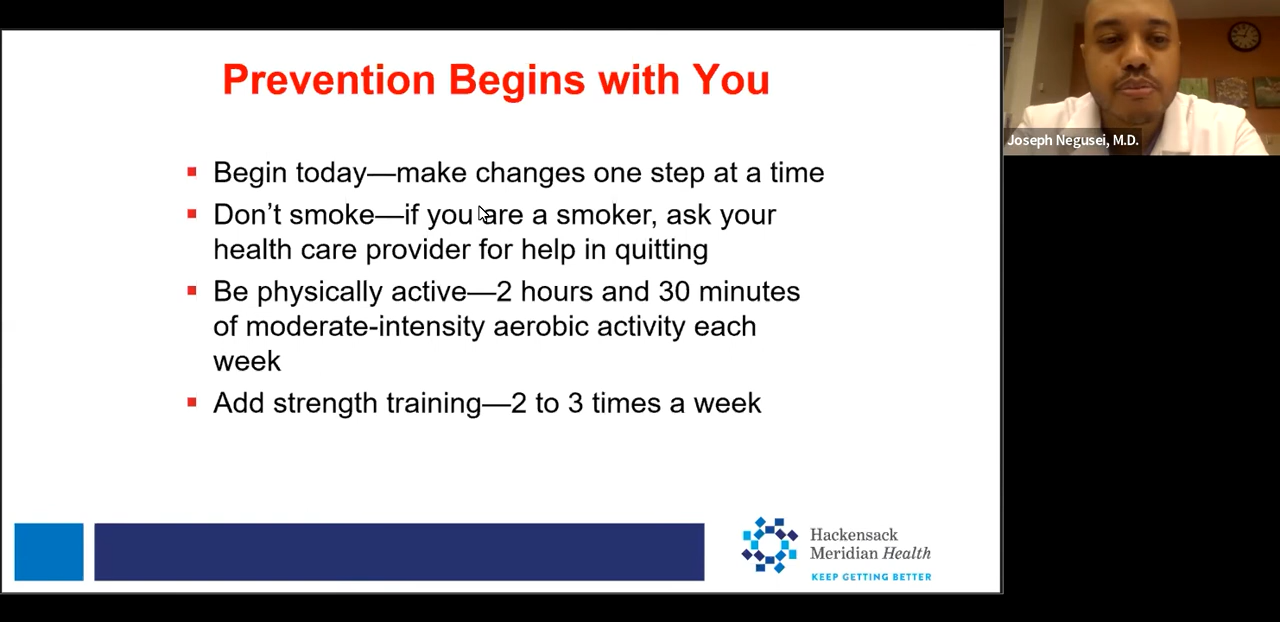 Prevention Begins with You
Begin today—make changes one step at a time
Don’t smoke—if you are a smoker, ask your
health care provider for help in quitting
Be physically active—2 hours and 30 minutes
of moderate-intensity aerobic activity each
week
Add strength training—2 to 3 times a week
Hackensack
Meridian Health
KEEP GETTING BETTER
Joseph Negusei, M.D.